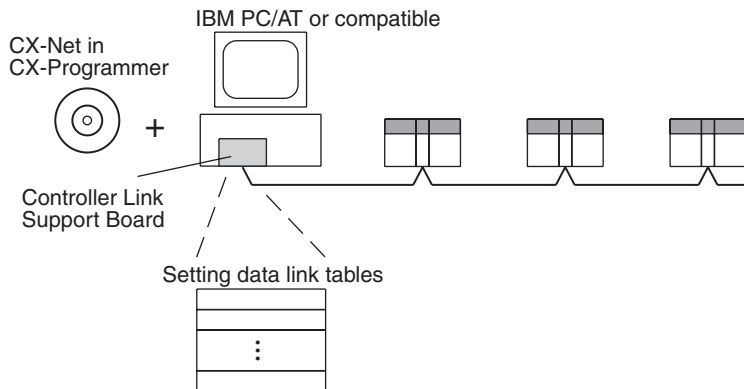 IBM PC/AT or compatible
CX-Net in
CX-Programmer
+
Controller Link
Support Board
Setting data link tables